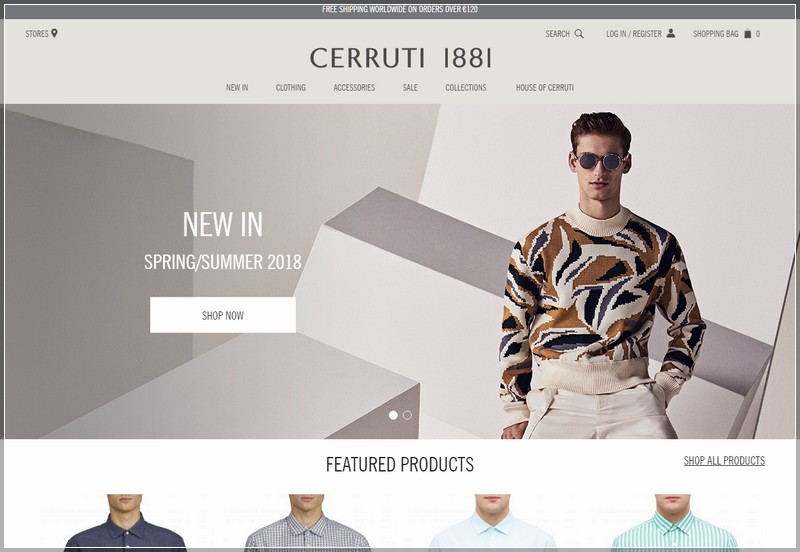 FREE SHIPPING WORLDWIDE ON ORDERS OVER €120
STORES
SEARCH
LOG IN / REGISTER
SHOPPING BAG 0
CERRUTI 1881
NEW IN
CLOTHING
ACCESSORIES
SALE
COLLECTIONS
HOUSE OF CERRUTI
NEW IN
SPRING/SUMMER 2018
SHOP NOW
FEATURED PRODUCTS
SHOP ALL PRODUCTS